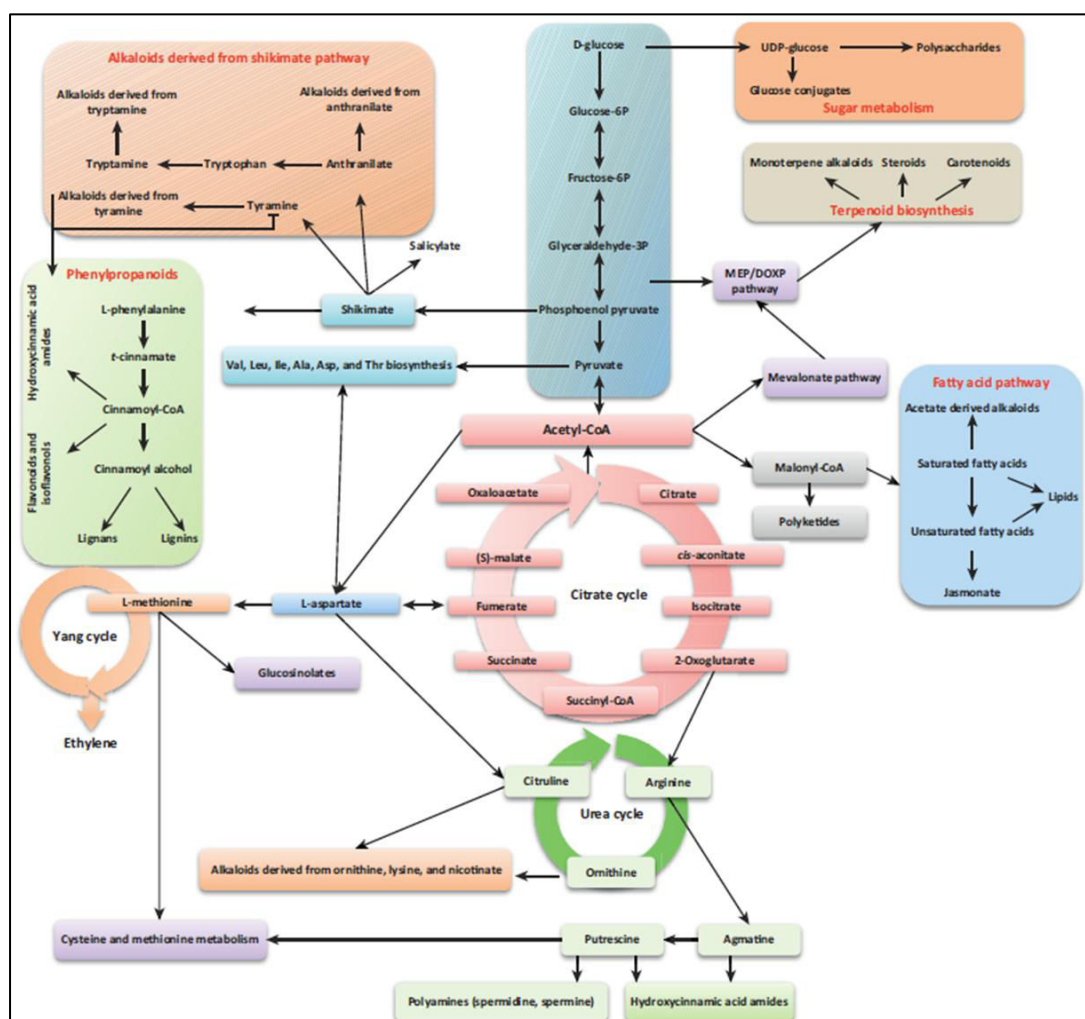 Alkaloids derived from shikimate pathway
Alkaloids derived from
tryptamine
Alkaloids derived from
anthranilate
Tryptamine
Tryptophan
Anthranilate
Alkaloids derived from
tyramine
Tyramine
Salicylate
D-glucose
Glucose-6P
Fructose-6P
Glyceraldehyde-3P
Phosphoenol pyruvate
Pyruvate
UDP-glucose
Polysaccharides
Glucose conjugates
Sugar metabolism
Monoterpene alkaloids
Steroids
Carotenoids
Terpenoid biosynthesis
MEP/DOXP
pathway
Mevalonate pathway
Phenylpropanoids
L-phenylalanine
t-cinnamate
Cinnamoyl-CoA
Cinnamoyl alcohol
Lignans
Lignins
Hydroxycinnamic acid
amides
Flavonoids and
isoflavonols
Shikimate
Val, Leu, Ile, Ala, Asp, and Thr biosynthesis
Acetyl-CoA
Malonyl-CoA
Polyketides
Fatty acid pathway
Acetate derived alkaloids
Saturated fatty acids
Lipids
Unsaturated fatty acids
Jasmonate
Oxaloacetate
Citrate
(S)-malate
cis-aconitate
Citrate cycle
Fumerate
Isocitrate
Succinate
2-Oxoglutarate
Succinyl-CoA
L-methionine
L-aspartate
Yang cycle
Glucosinolates
Ethylene
Citruline
Arginine
Urea cycle
Ornithine
Alkaloids derived from ornithine, lysine, and nicotinate
Cysteine and methionine metabolism
Putrescine
Agmatine
Polyamines (spermidine, spermine)
Hydroxycinnamic acid amides